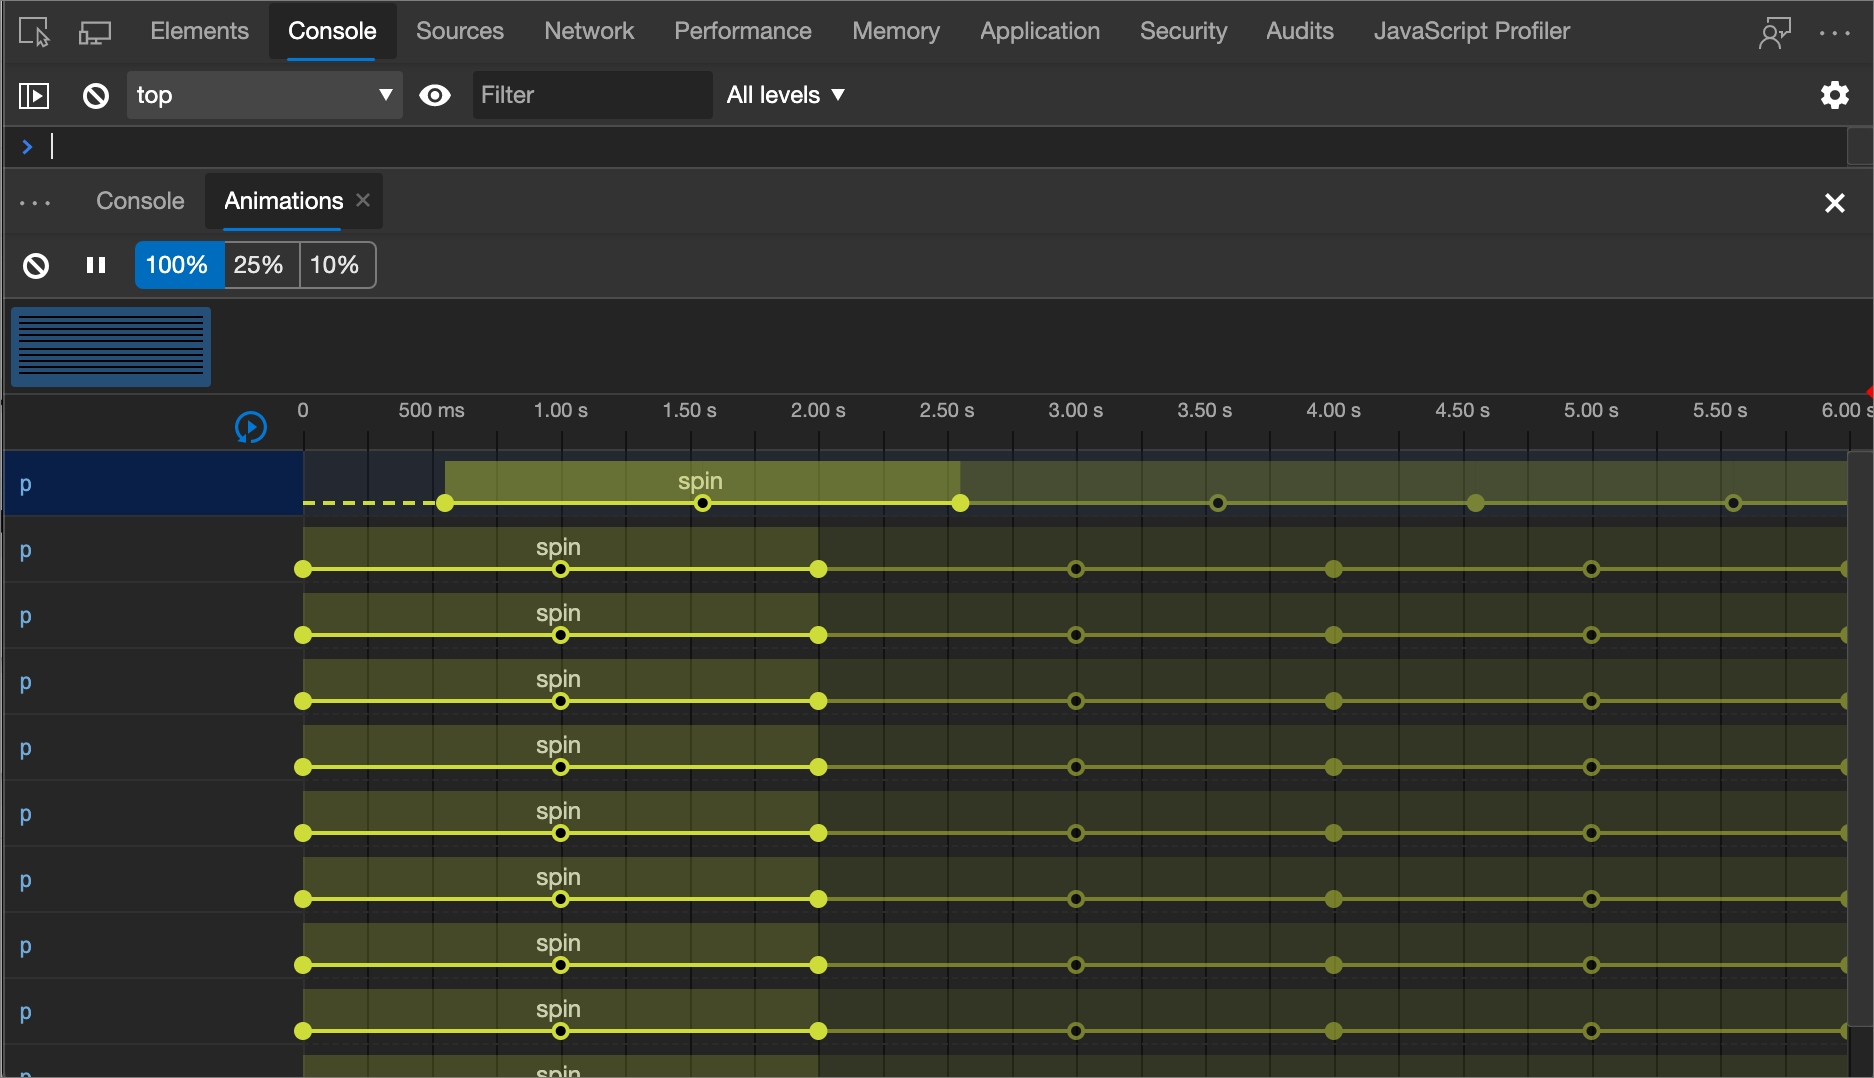 Elements Console Sources Network Performance Memory Application Security Audits JavaScript Profiler
top Filter All levels
Console Animations
100% 25% 10%
0 500 ms 1.00 s 1.50 s 2.00 s 2.50 s 3.00 s 3.50 s 4.00 s 4.50 s 5.00 s 5.50 s 6.00 s
p spin
p spin
p spin
p spin
p spin
p spin
p spin
p spin
p spin
p spin